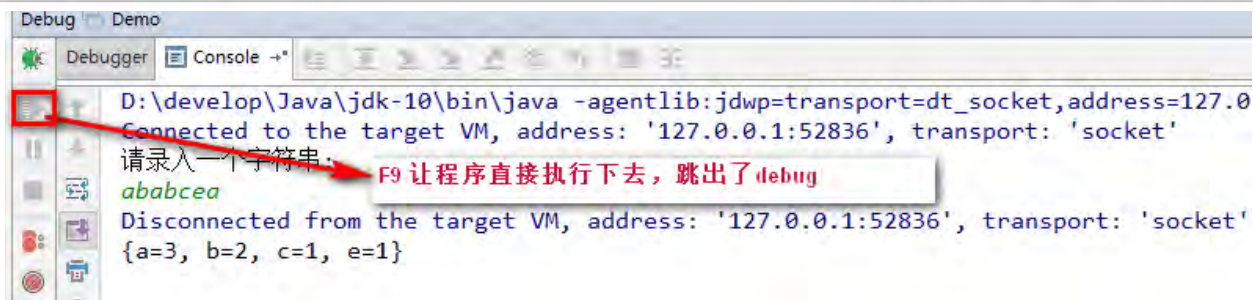 Debug Demo
Debugger Console
D:\develop\Java\jdk-10\bin\java -agentlib:jdwp=transport=dt_socket,address=127.0
Connected to the target VM, address: '127.0.0.1:52836', transport: 'socket'
请录入一个字符串:
F9 让程序直接执行下去，跳出了debug
ababcea
Disconnected from the target VM, address: '127.0.0.1:52836', transport: 'socket'
{a=3, b=2, c=1, e=1}